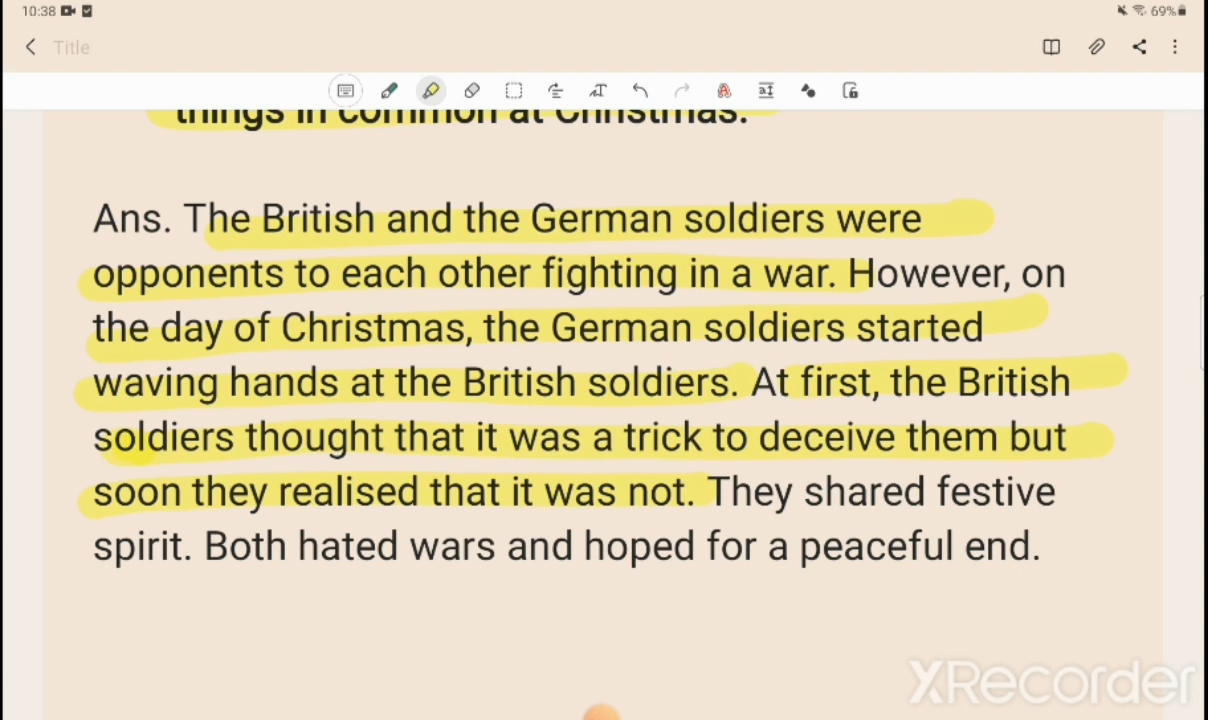 10:38
69%
Title
things in common at Christmas.
Ans. The British and the German soldiers were
opponents to each other fighting in a war. However, on
the day of Christmas, the German soldiers started
waving hands at the British soldiers. At first, the British
soldiers thought that it was a trick to deceive them but
soon they realised that it was not. They shared festive
spirit. Both hated wars and hoped for a peaceful end.
XRecorder